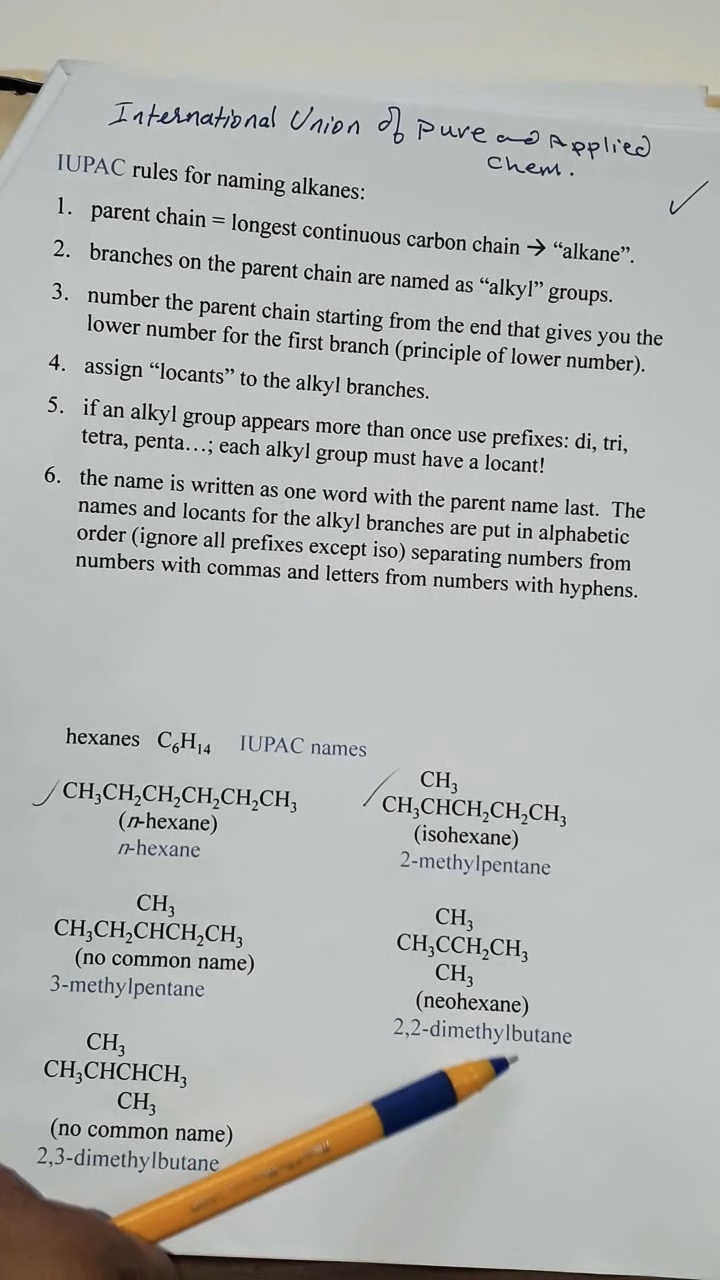 International Union of Pure and Applied
Chem.
IUPAC rules for naming alkanes:
1. parent chain = longest continuous carbon chain → “alkane”.
2. branches on the parent chain are named as “alkyl” groups.
3. number the parent chain starting from the end that gives you the
lower number for the first branch (principle of lower number).
4. assign “locants” to the alkyl branches.
5. if an alkyl group appears more than once use prefixes: di, tri,
tetra, penta…; each alkyl group must have a locant!
6. the name is written as one word with the parent name last. The
names and locants for the alkyl branches are put in alphabetic
order (ignore all prefixes except iso) separating numbers from
numbers with commas and letters from numbers with hyphens.
hexanes C₆H₁₄ IUPAC names
CH₃CH₂CH₂CH₂CH₂CH₃
(n-hexane)
n-hexane
CH₃
CH₃CHCH₂CH₂CH₃
(isohexane)
2-methylpentane
CH₃
CH₃CH₂CHCH₂CH₃
(no common name)
3-methylpentane
CH₃
CH₃CCH₂CH₃
CH₃
(neohexane)
2,2-dimethylbutane
CH₃
CH₃CHCHCH₃
CH₃
(no common name)
2,3-dimethylbutane